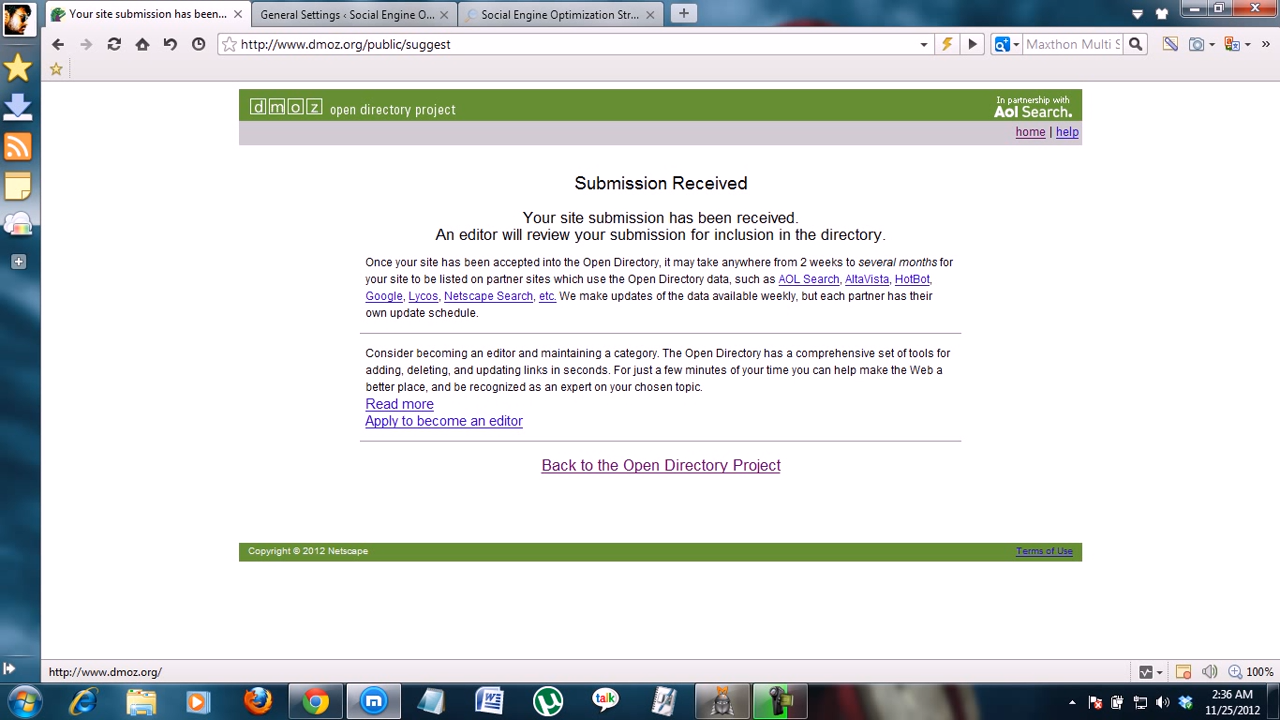 Your site submission has been...
General Settings ‹ Social Engine O...
Social Engine Optimization Str...
http://www.dmoz.org/public/suggest
Maxthon Multi S
dmoz open directory project
In partnership with
Aol Search.
home | help
Submission Received
Your site submission has been received.
An editor will review your submission for inclusion in the directory.
Once your site has been accepted into the Open Directory, it may take anywhere from 2 weeks to several months for
your site to be listed on partner sites which use the Open Directory data, such as AOL Search, AltaVista, HotBot,
Google, Lycos, Netscape Search, etc. We make updates of the data available weekly, but each partner has their
own update schedule.
Consider becoming an editor and maintaining a category. The Open Directory has a comprehensive set of tools for
adding, deleting, and updating links in seconds. For just a few minutes of your time you can help make the Web a
better place, and be recognized as an expert on your chosen topic.
Read more
Apply to become an editor
Back to the Open Directory Project
Copyright © 2012 Netscape
Terms of Use
http://www.dmoz.org/
100%
talk
2:36 AM
11/25/2012